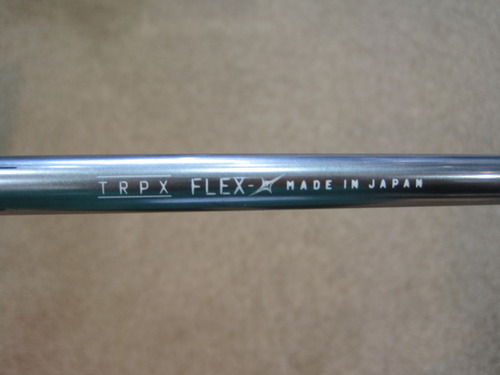 TRPX FLEX-X MADE IN JAPAN